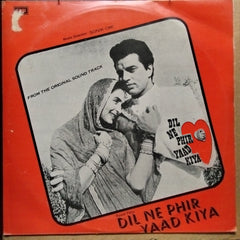 FROM THE ORIGINAL SOUND TRACK
DIL
NE
PHIR
YAAD
KIYA
DIL NE PHIR
YAAD KIYA